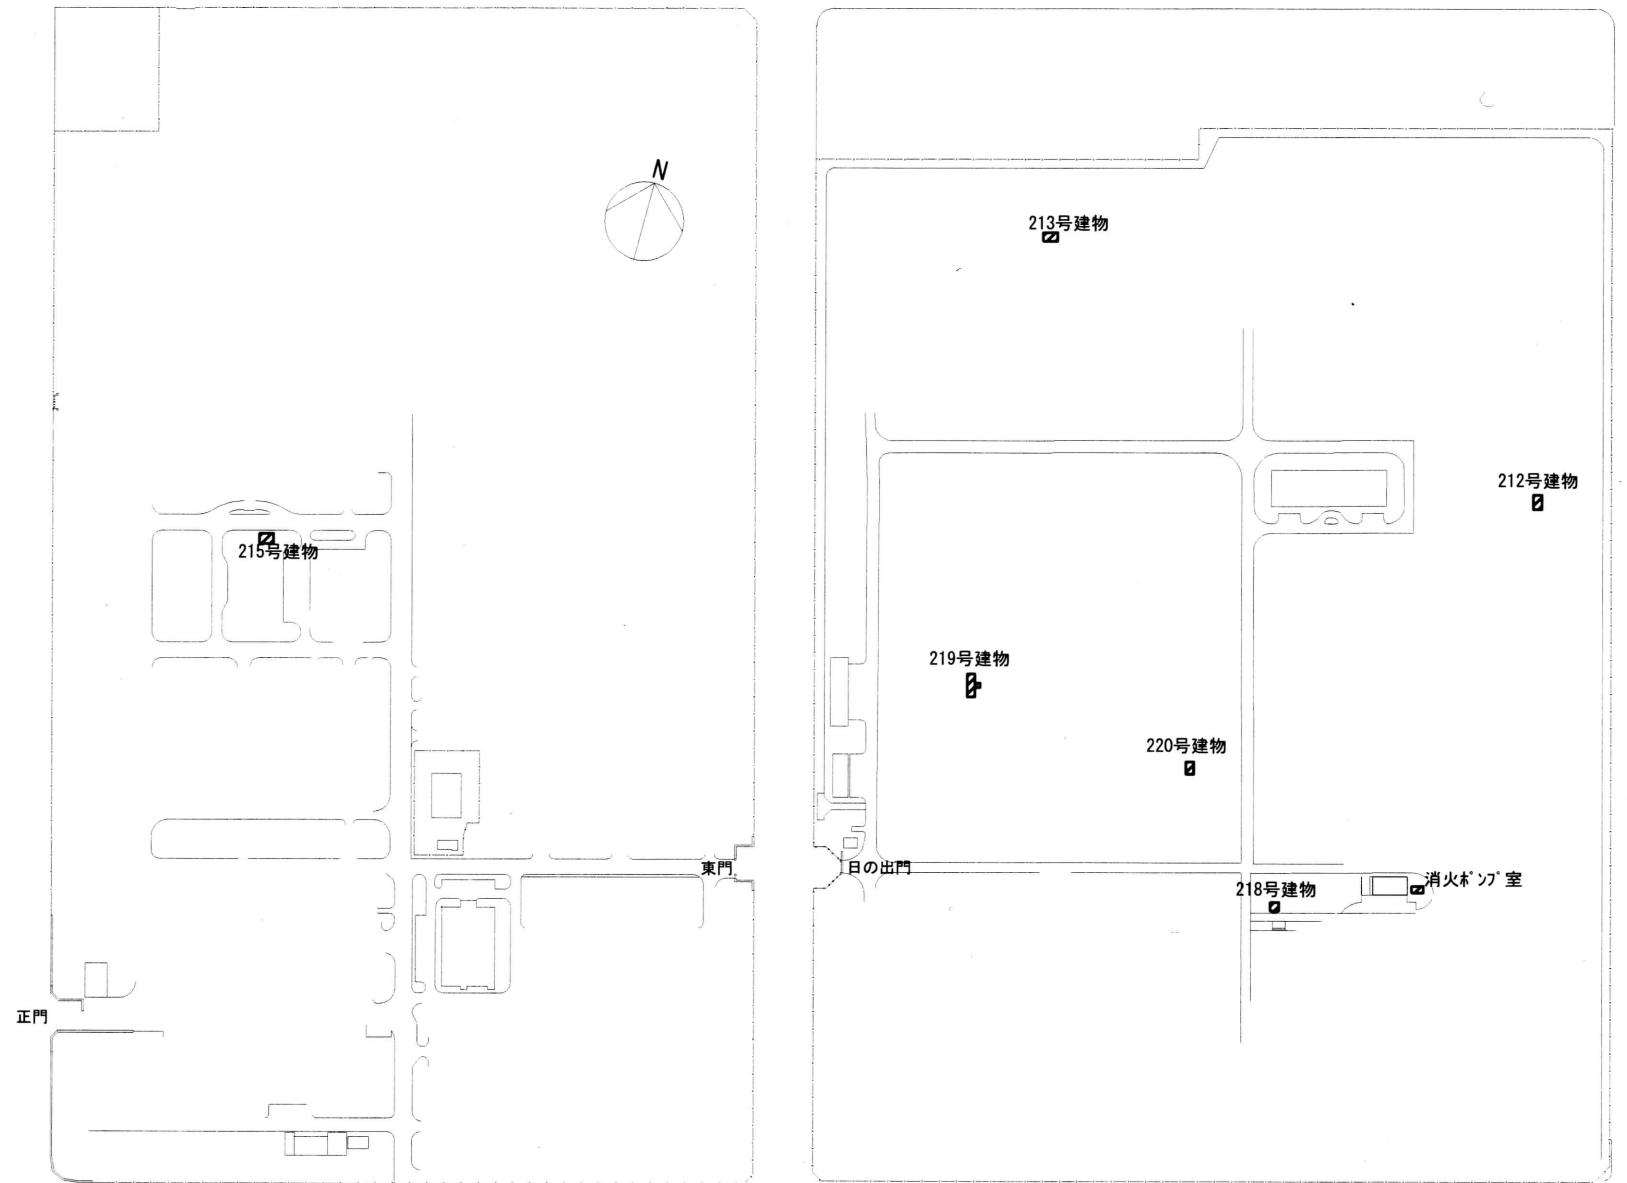 N
213号建物
212号建物
215号建物
219号建物
220号建物
東門
日の出門
218号建物
消火ﾎﾟﾝﾌﾟ室
正門